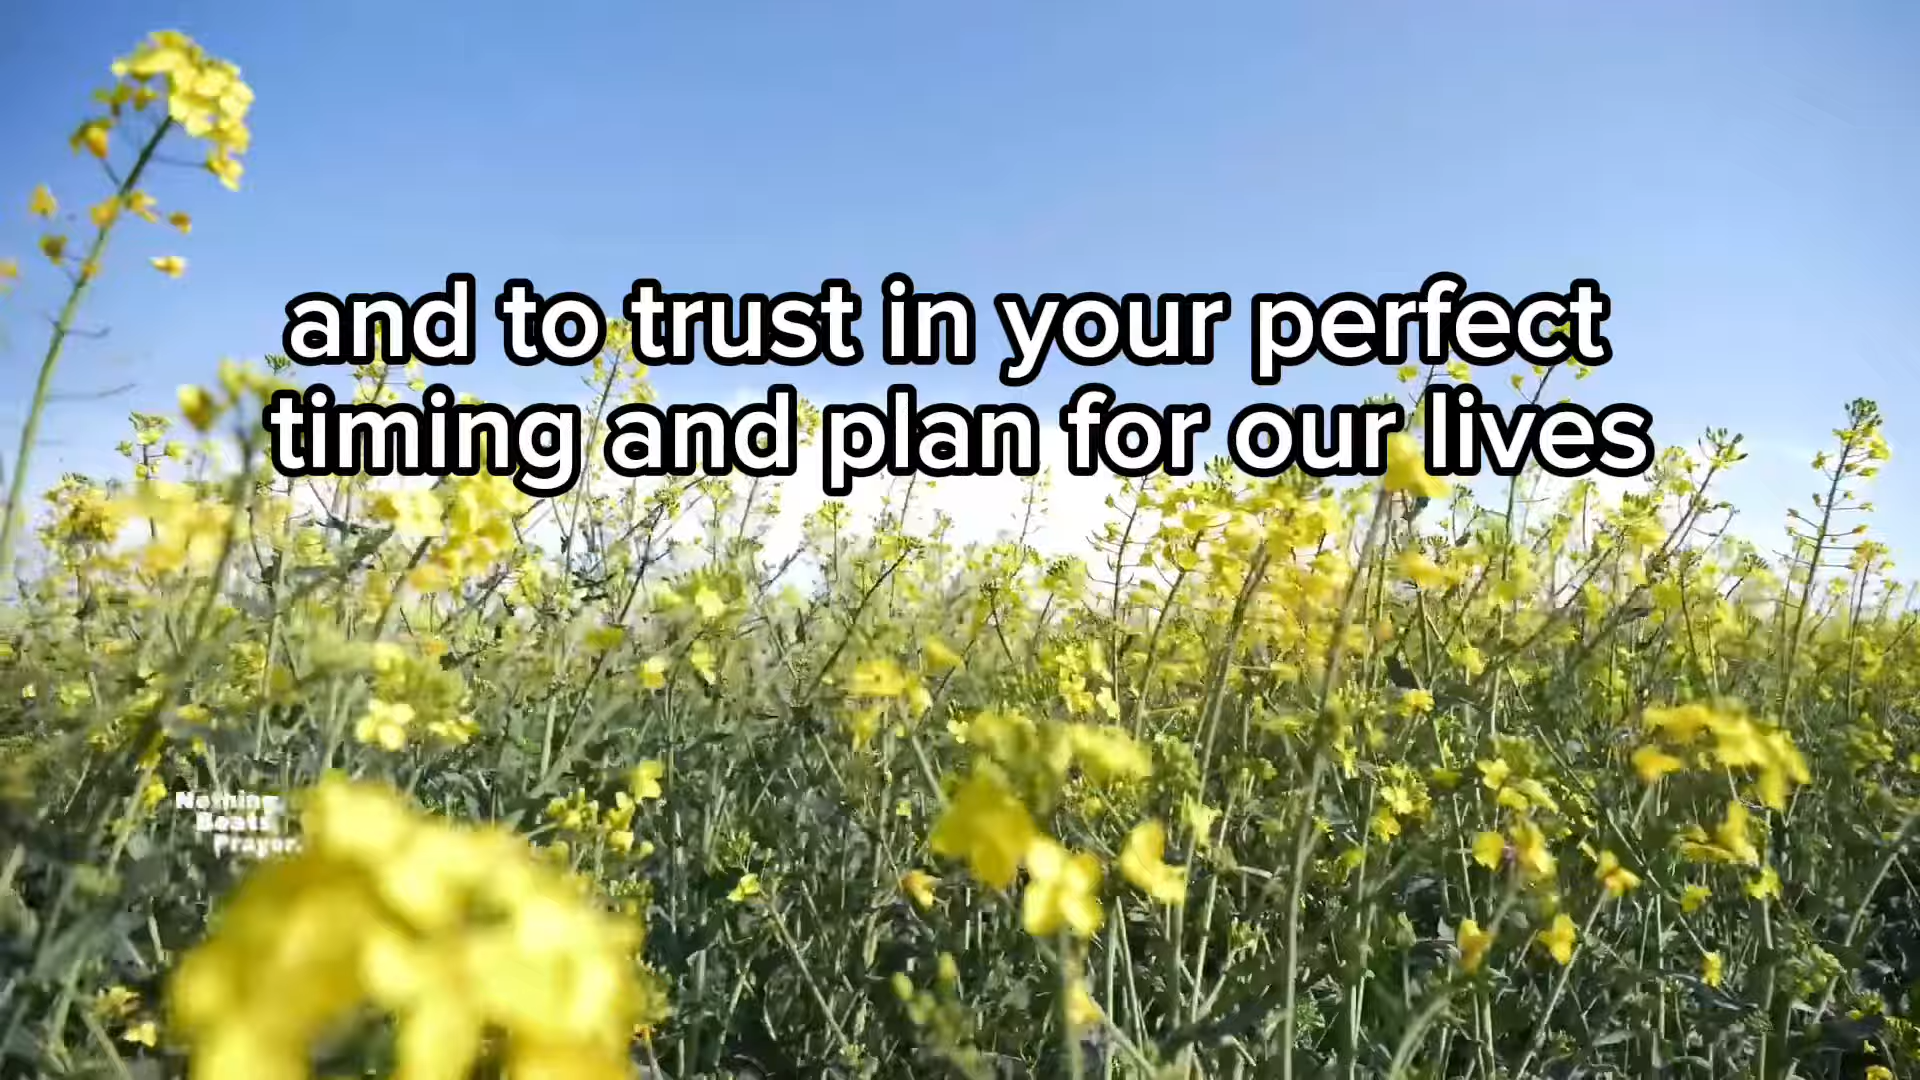 and to trust in your perfect
timing and plan for our lives
Nothing
Beats
Prayer.